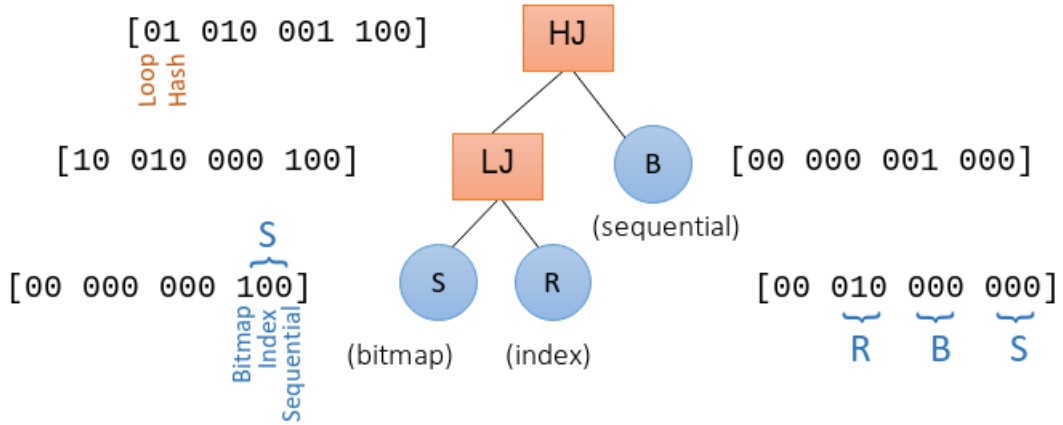 [01 010 001 100]
HJ
Loop
Hash
[10 010 000 100]
LJ
B
[00 000 001 000]
(sequential)
S
[00 000 000 100]
S
R
[00 010 000 000]
Bitmap
Index
Sequential
(bitmap)
(index)
R
B
S